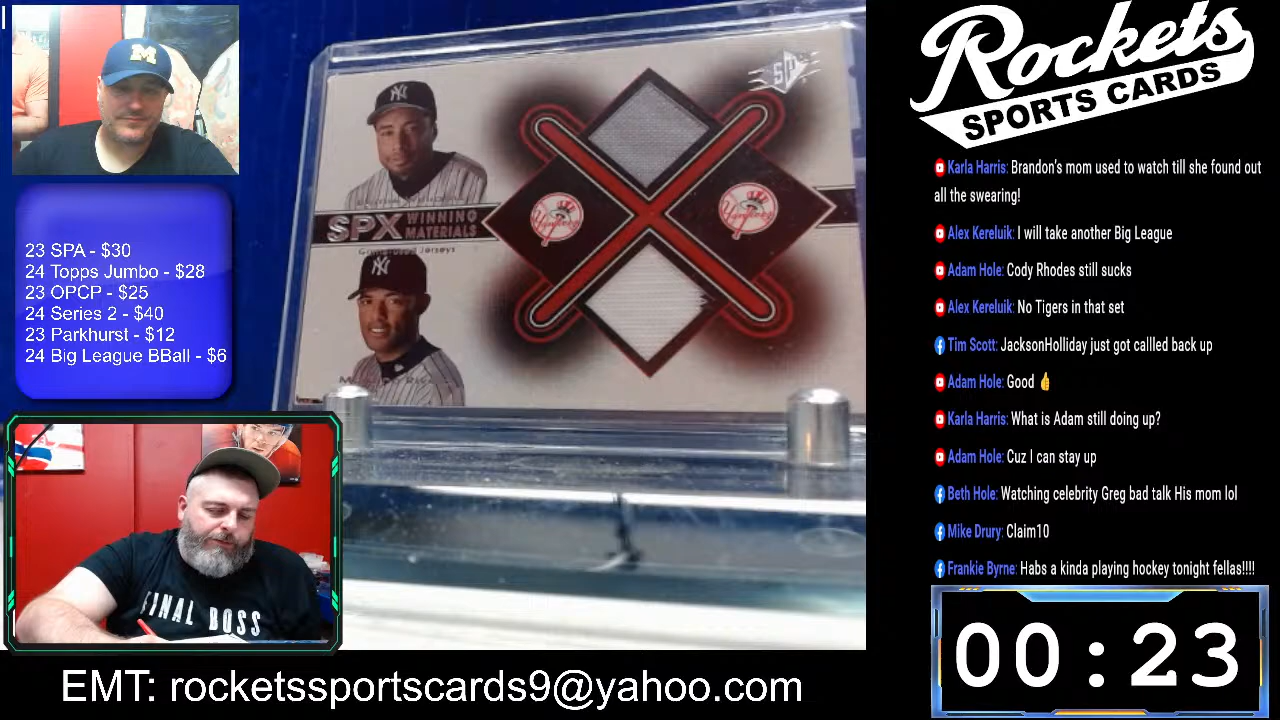 M
23 SPA - $30
24 Topps Jumbo - $28
23 OPCP - $25
24 Series 2 - $40
23 Parkhurst - $12
24 Big League BBall - $6
FINAL BOSS
SPX WINNING
MATERIALS
Game-Used Jerseys
Yankees
Yankees
Rockets
SPORTS CARDS
Karla Harris: Brandon's mom used to watch till she found out
all the swearing!
Alex Kereluik: I will take another Big League
Adam Hole: Cody Rhodes still sucks
Alex Kereluik: No Tigers in that set
Tim Scott: JacksonHolliday just got callled back up
Adam Hole: Good 👍
Karla Harris: What is Adam still doing up?
Adam Hole: Cuz I can stay up
Beth Hole: Watching celebrity Greg bad talk His mom lol
Mike Drury: Claim10
Frankie Byrne: Habs a kinda playing hockey tonight fellas!!!!
00:23
EMT: rocketssportscards9@yahoo.com